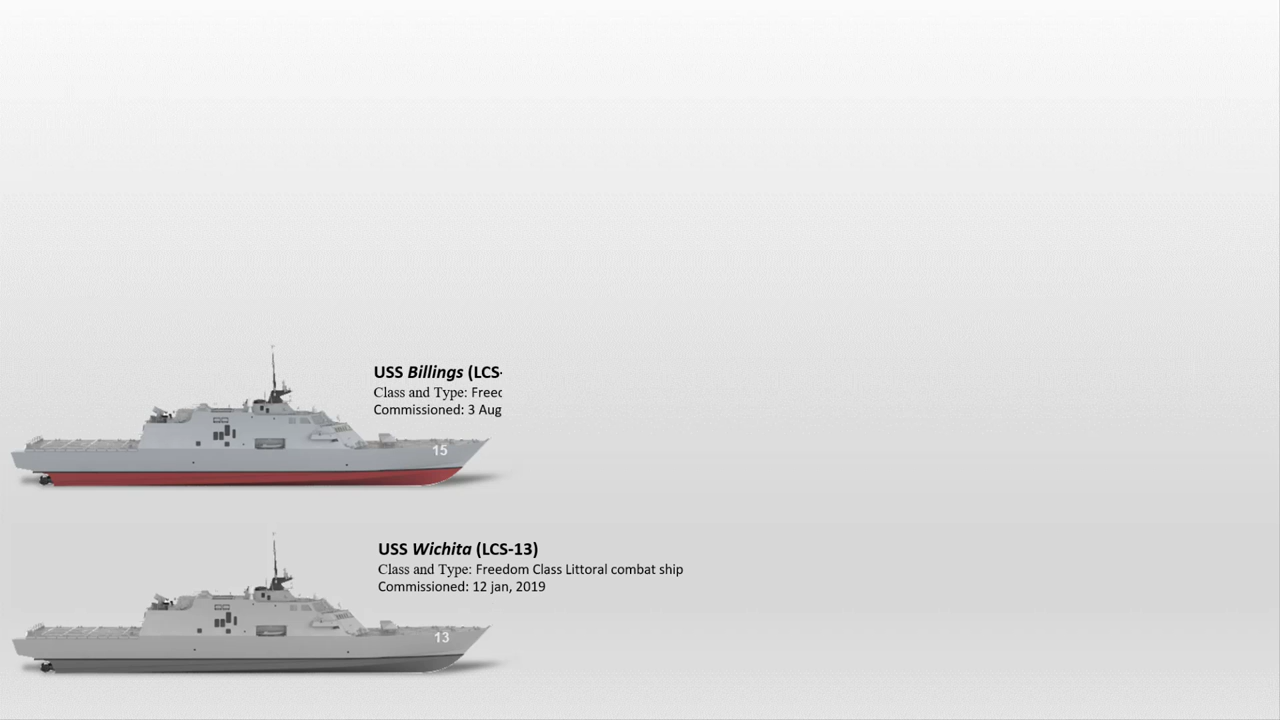 USS Billings (LCS-
Class and Type: Freed
Commissioned: 3 Aug
15
USS Wichita (LCS-13)
Class and Type: Freedom Class Littoral combat ship
Commissioned: 12 jan, 2019
13